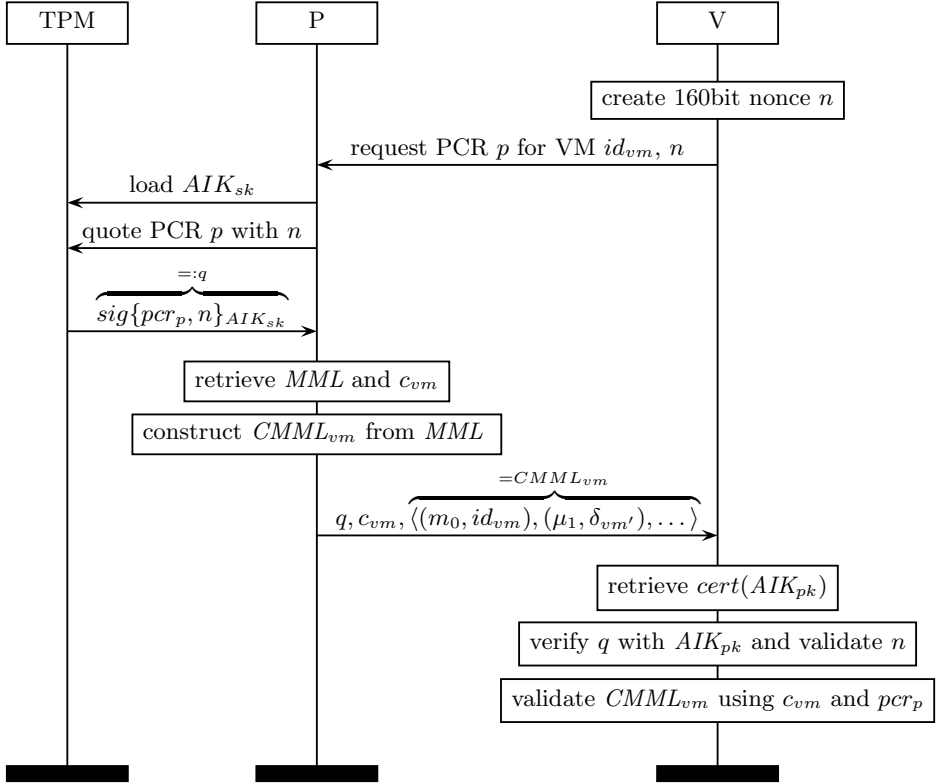 TPM P V
create 160bit nonce n
request PCR p for VM id_vm, n
load AIK_sk
quote PCR p with n
=:q
sig{pcr_p, n}_AIK_sk
retrieve MML and c_vm
construct CMML_vm from MML
=CMML_vm
q, c_vm, ⟨(m_0, id_vm), (μ_1, δ_vm′), . . . ⟩
retrieve cert(AIK_pk)
verify q with AIK_pk and validate n
validate CMML_vm using c_vm and pcr_p